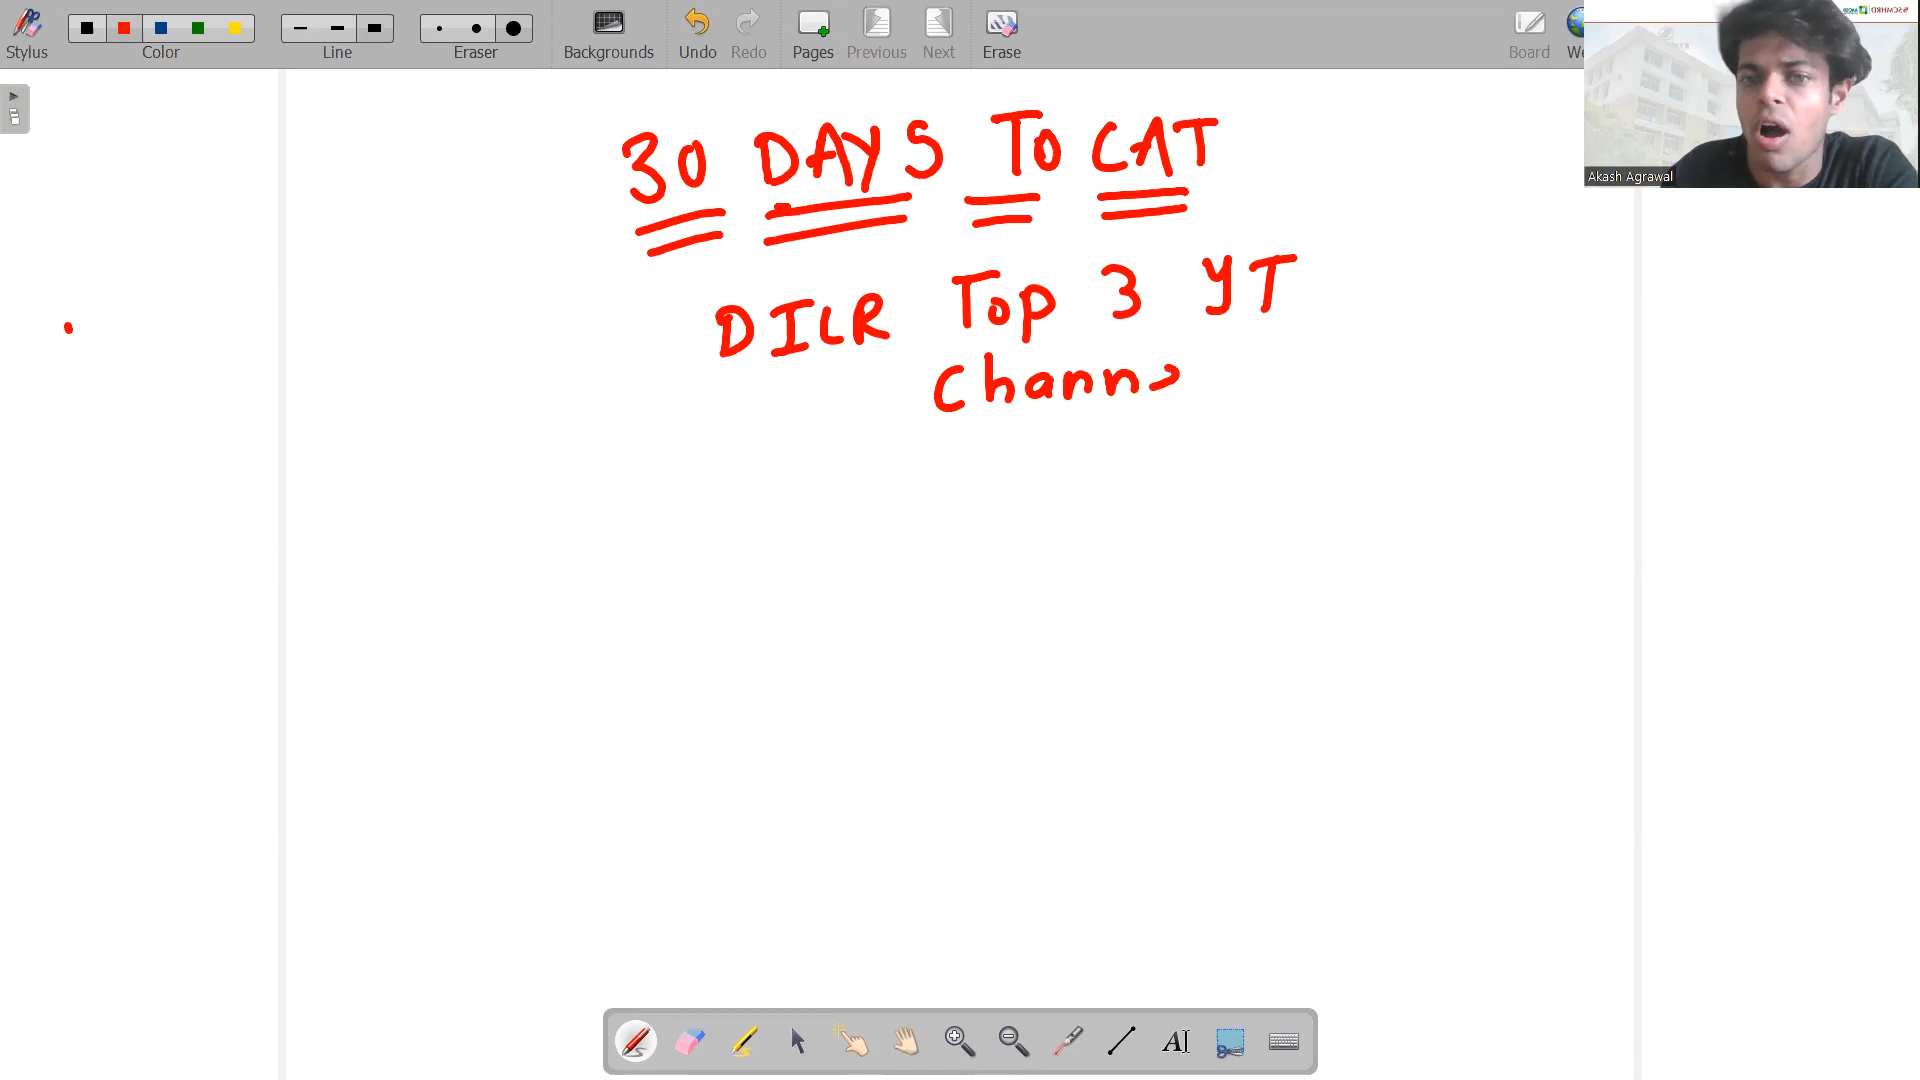 Stylus Color Line Eraser Backgrounds Undo Redo Pages Previous Next Erase Board
Akash Agrawal
30 DAYS TO CAT
DILR Top 3 YT
Chann